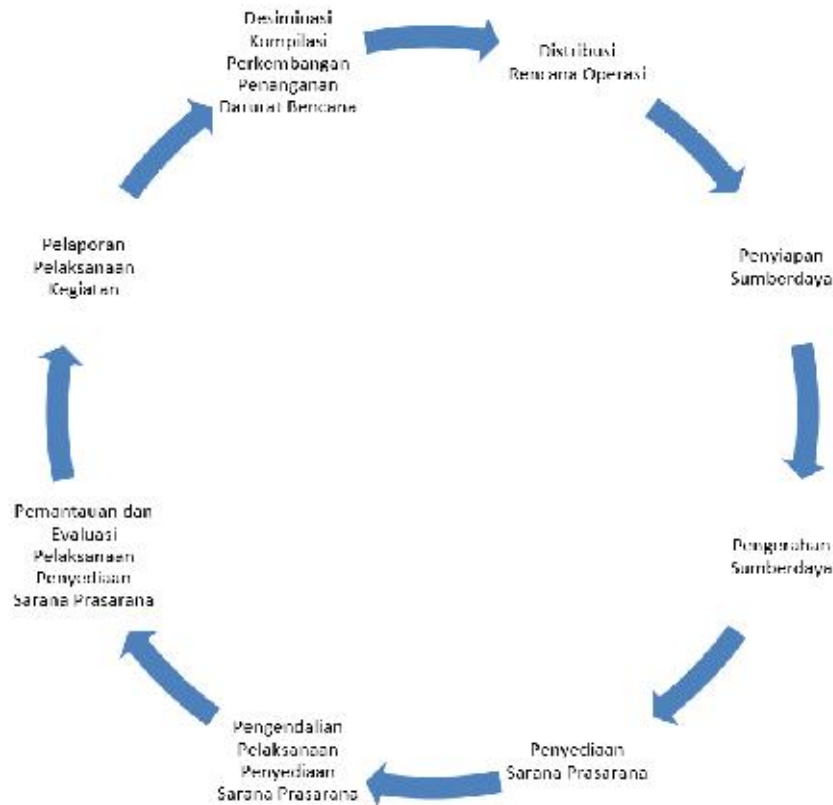 Desiminasi
Kompilasi
Perkembangan
Penanganan
Darurat Bencana
Distribusi
Rencana Operasi
Penyiapan
Sumberdaya
Pengerahan
Sumberdaya
Penyediaan
Sarana Prasarana
Pengendalian
Pelaksanaan
Penyediaan
Sarana Prasarana
Pemantauan dan
Evaluasi
Pelaksanaan
Penyediaan
Sarana Prasarana
Pelaporan
Pelaksanaan
Kegiatan